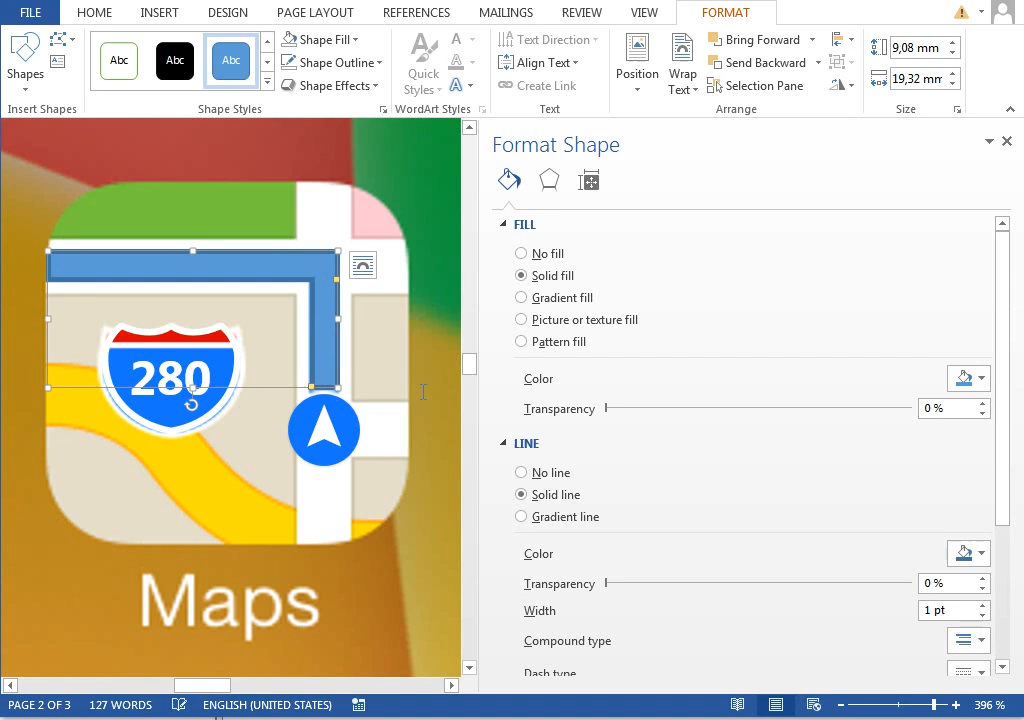 FILE HOME INSERT DESIGN PAGE LAYOUT REFERENCES MAILINGS REVIEW VIEW FORMAT
Shapes
Insert Shapes
Abc Abc Abc
Shape Fill
Shape Outline
Shape Effects
Shape Styles
Quick
Styles
A
A
A
WordArt Styles
Text Direction
Align Text
Create Link
Text
Position
Wrap
Text
Bring Forward
Send Backward
Selection Pane
Arrange
9,08 mm
19,32 mm
Size
280
Maps
Format Shape
FILL
No fill
Solid fill
Gradient fill
Picture or texture fill
Pattern fill
Color
Transparency 0 %
LINE
No line
Solid line
Gradient line
Color
Transparency 0 %
Width 1 pt
Compound type
Dash type
PAGE 2 OF 3 127 WORDS ENGLISH (UNITED STATES) 396 %